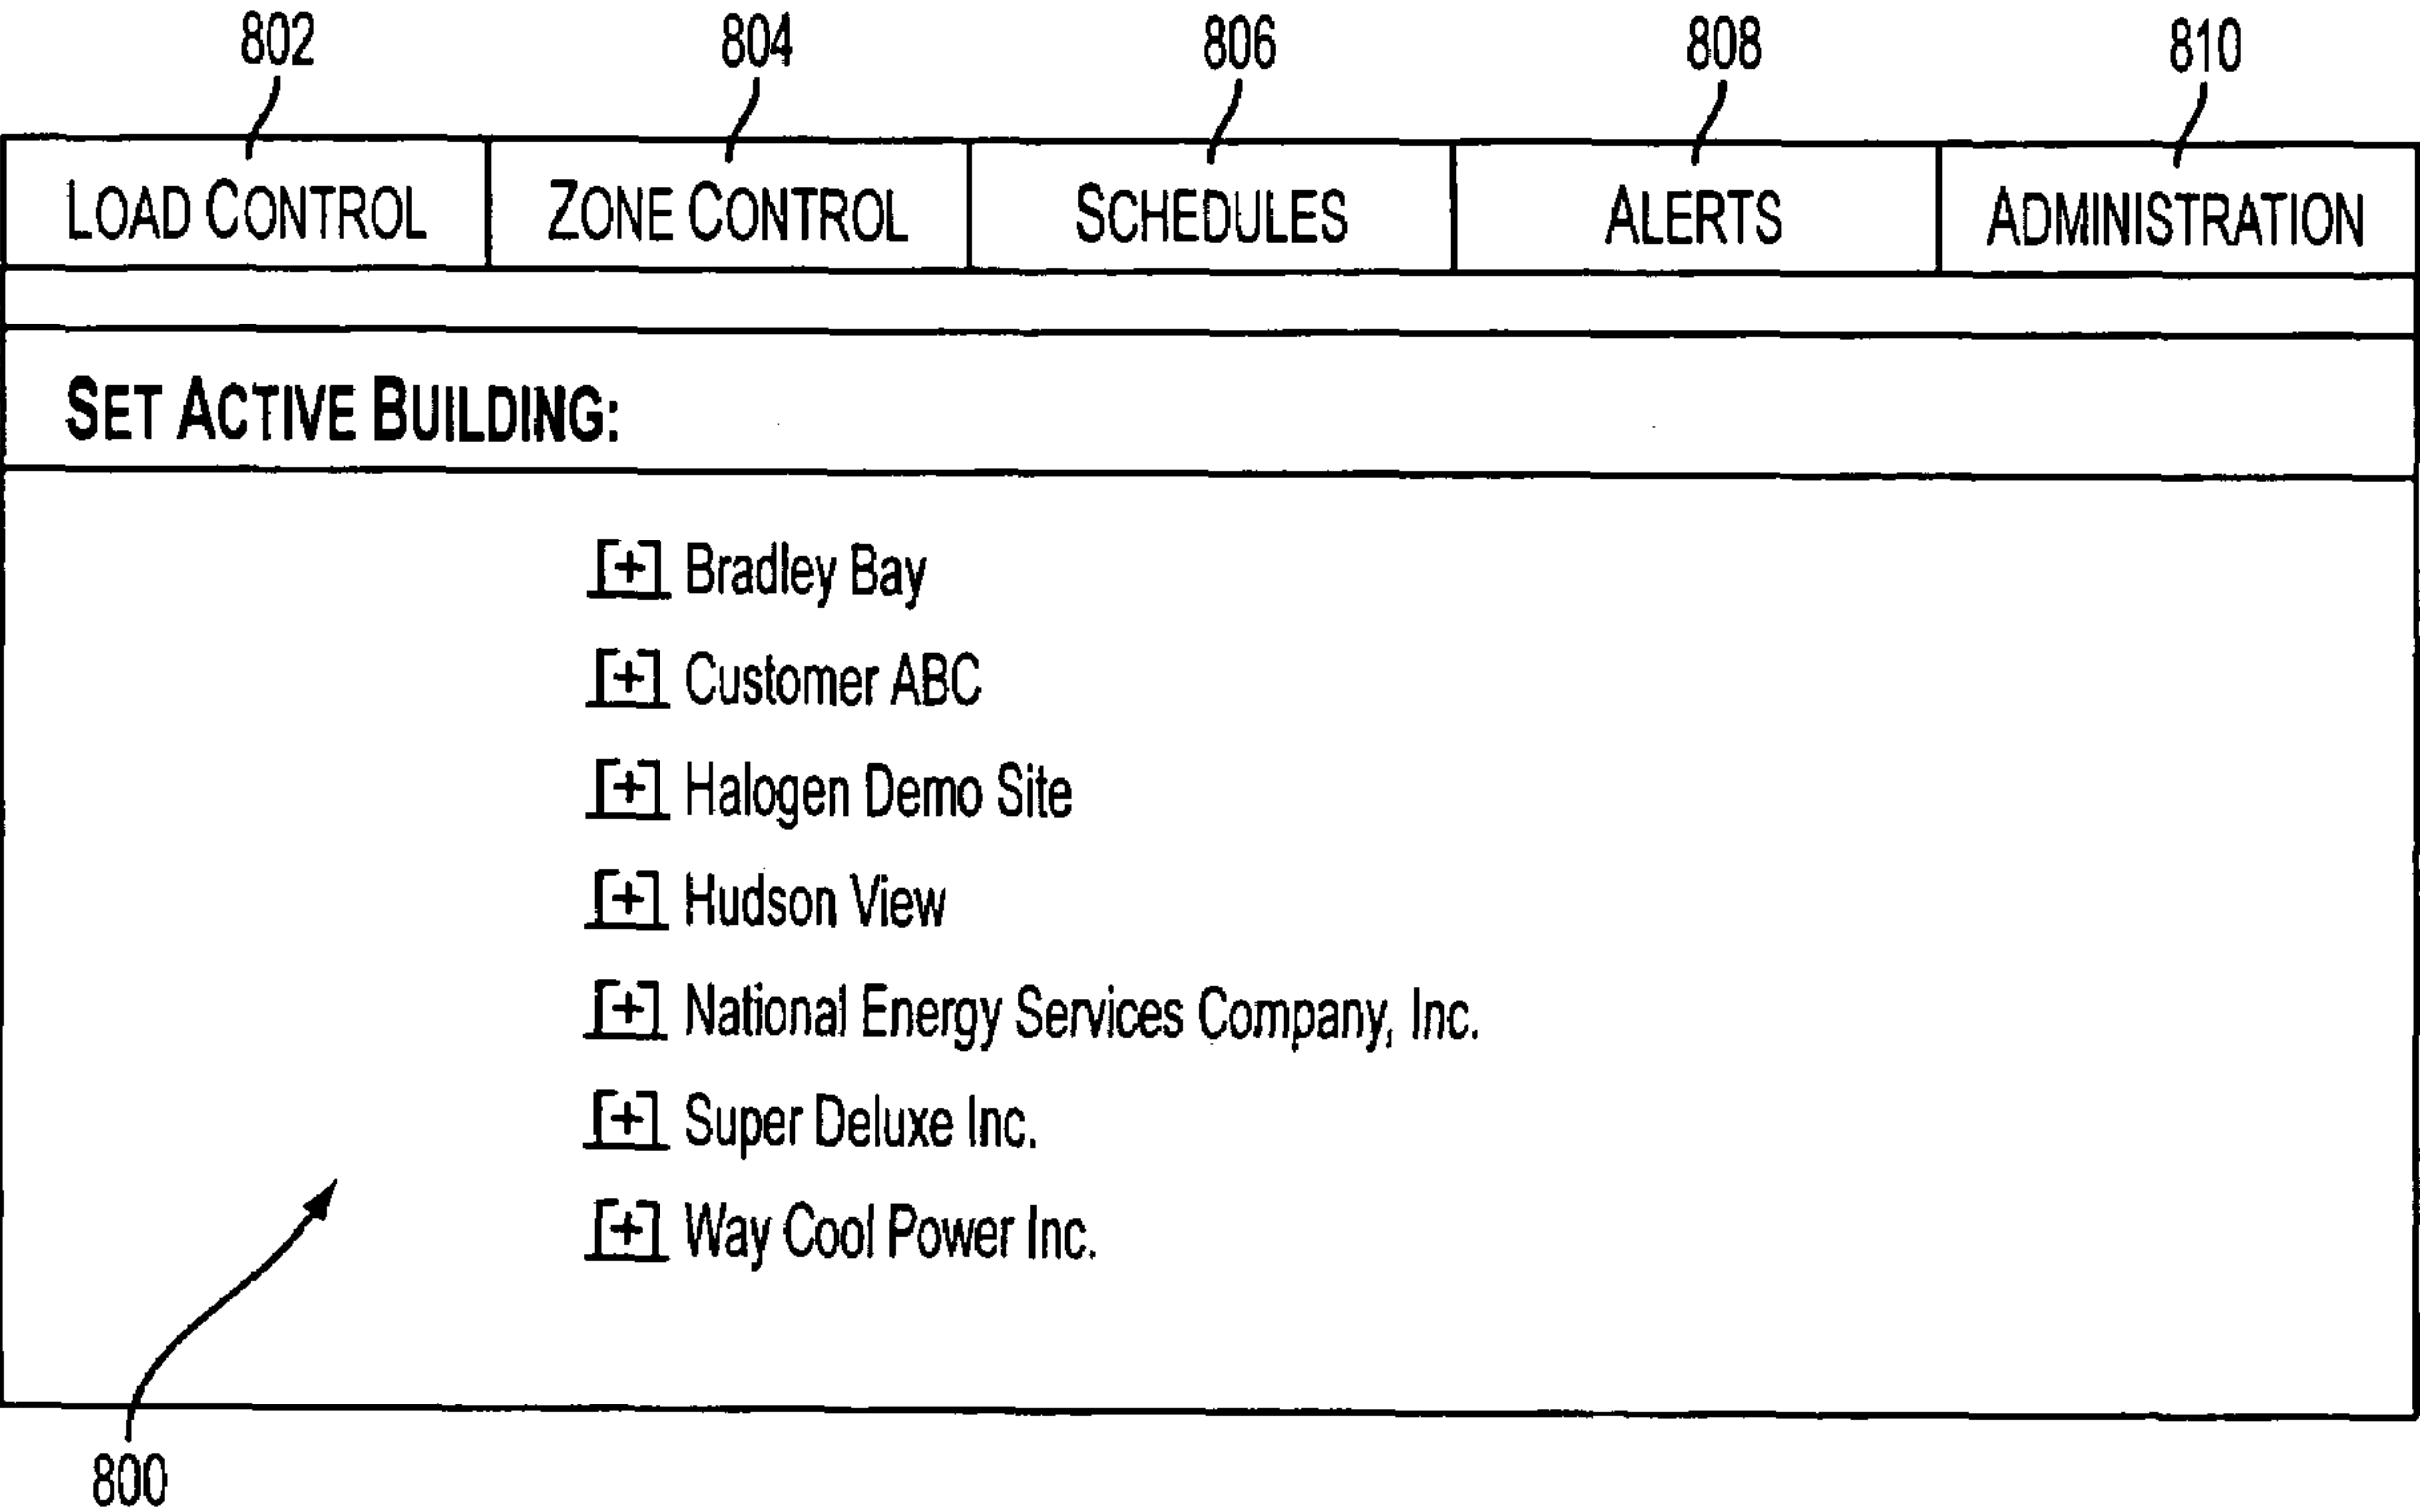 802 804 806 808 810
LOAD CONTROL ZONE CONTROL SCHEDULES ALERTS ADMINISTRATION
SET ACTIVE BUILDING:
[+] Bradley Bay
[+] Customer ABC
[+] Halogen Demo Site
[+] Hudson View
[+] National Energy Services Company, Inc.
[+] Super Deluxe Inc.
[+] Way Cool Power Inc.
800